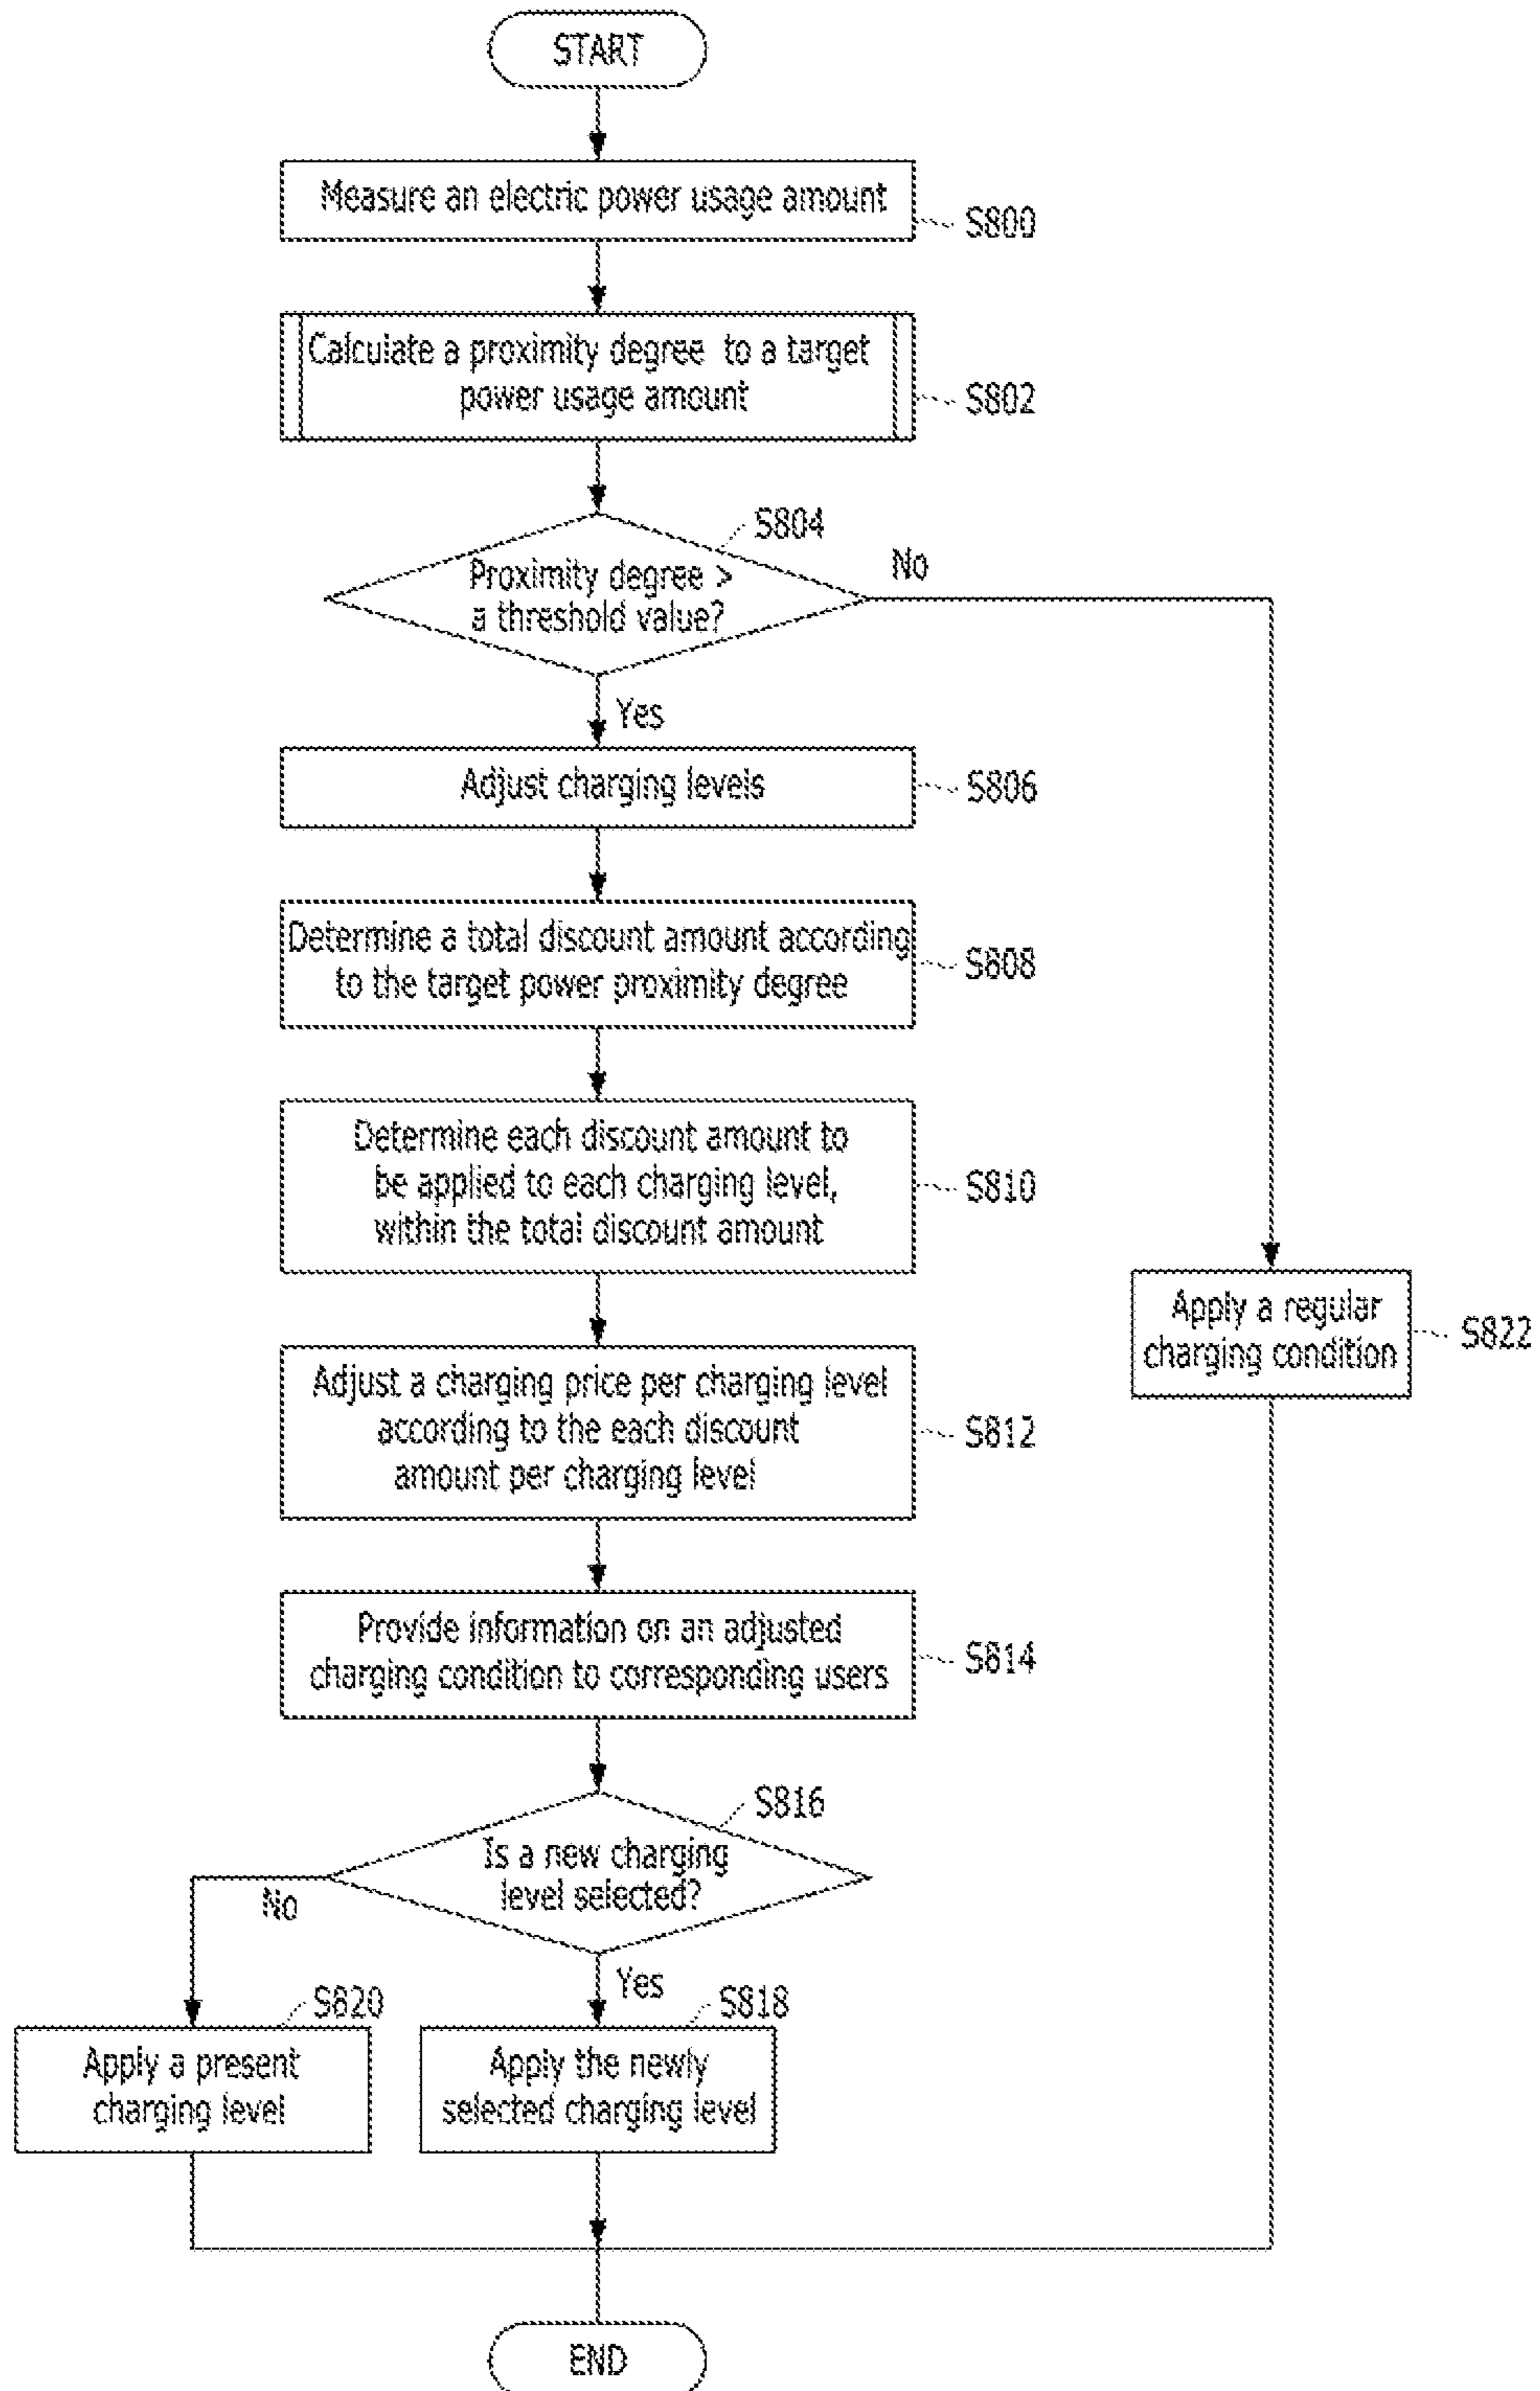 START
Measure an electric power usage amount
S800
Calculate a proximity degree to a target
power usage amount
S802
S804
Proximity degree >
a threshold value?
No
Yes
Adjust charging levels
S806
Determine a total discount amount according
to the target power proximity degree
S808
Determine each discount amount to
be applied to each charging level,
within the total discount amount
S810
Apply a regular
charging condition
S822
Adjust a charging price per charging level
according to the each discount
amount per charging level
S812
Provide information on an adjusted
charging condition to corresponding users
S814
S816
Is a new charging
level selected?
No
Yes
S820
S818
Apply a present
charging level
Apply the newly
selected charging level
END